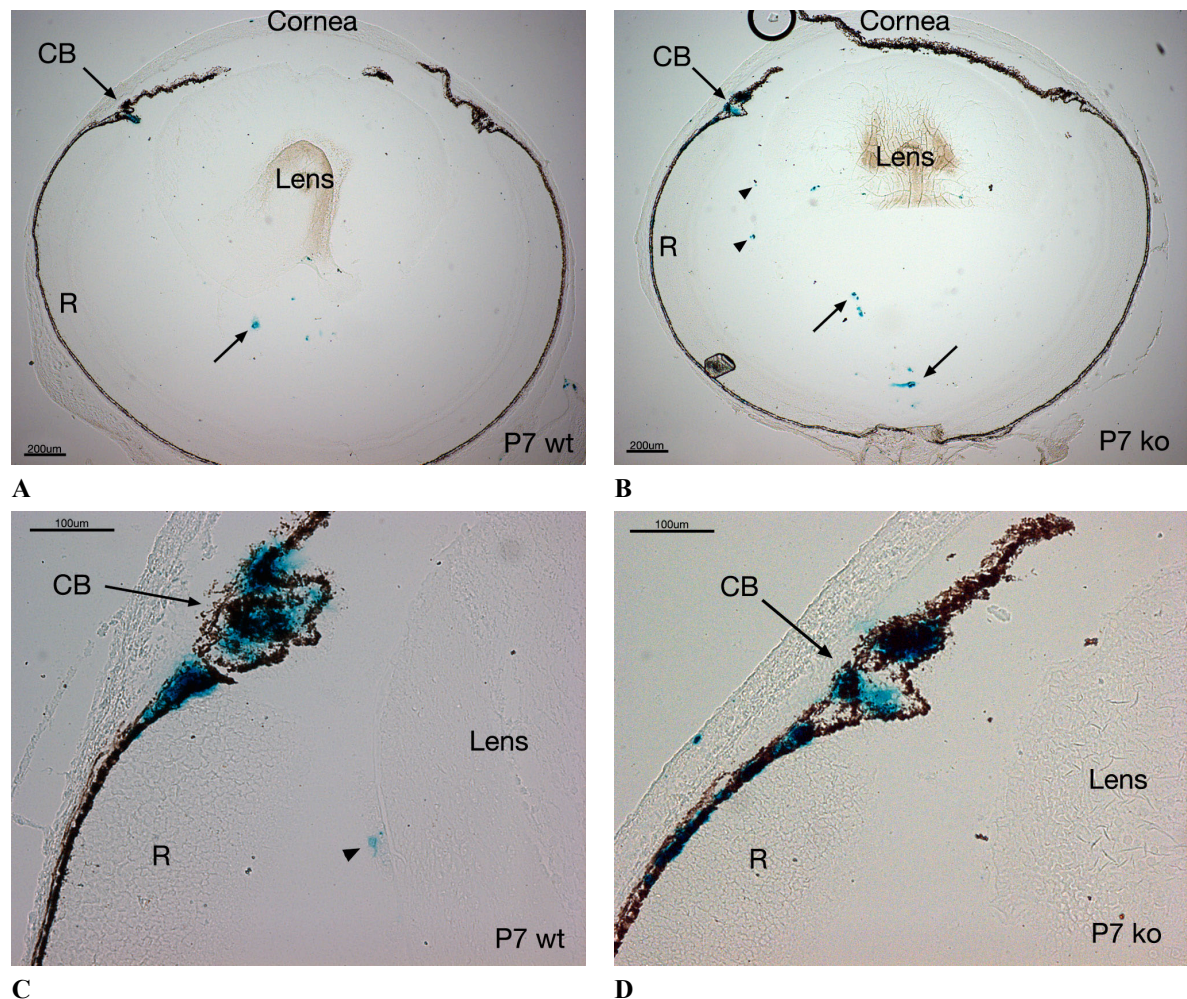 Cornea
CB
Lens
R
200um
P7 wt
A
Cornea
CB
Lens
R
200um
P7 ko
B
100um
CB
Lens
R
P7 wt
C
100um
CB
Lens
R
P7 ko
D